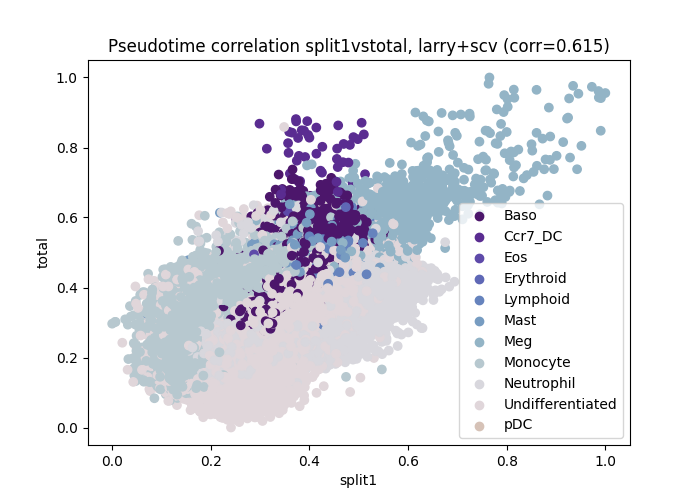 Pseudotime correlation split1vstotal, larry+scv (corr=0.615)
1.0
0.8
0.6
0.4
0.2
0.0
total
Baso
Ccr7_DC
Eos
Erythroid
Lymphoid
Mast
Meg
Monocyte
Neutrophil
Undifferentiated
pDC
0.0 0.2 0.4 0.6 0.8 1.0
split1